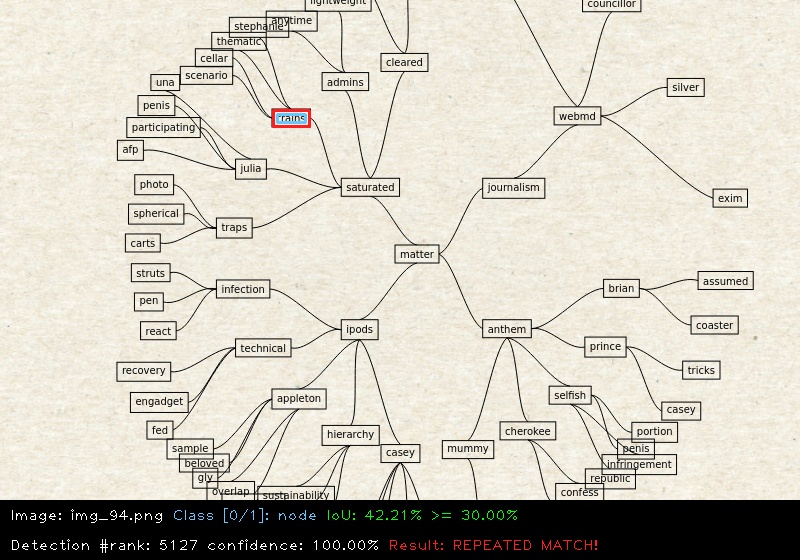 lightweight
councillor
anytime
stephanie
thematic
cleared
cellar
scenario
una
admins
silver
penis
webmd
participating
afp
julia
photo
saturated
journalism
exim
spherical
traps
carts
matter
struts
infection
brian
assumed
pen
react
ipods
anthem
coaster
technical
prince
recovery
tricks
engadget
appleton
selfish
casey
fed
hierarchy
cherokee
portion
sample
casey
mummy
penis
beloved
infringement
gly
republic
overlap
sustainability
confess
Image: img_94.png Class [0/1]: node IoU: 42.21% >= 30.00%
Detection #rank: 5127 confidence: 100.00% Result: REPEATED MATCH!